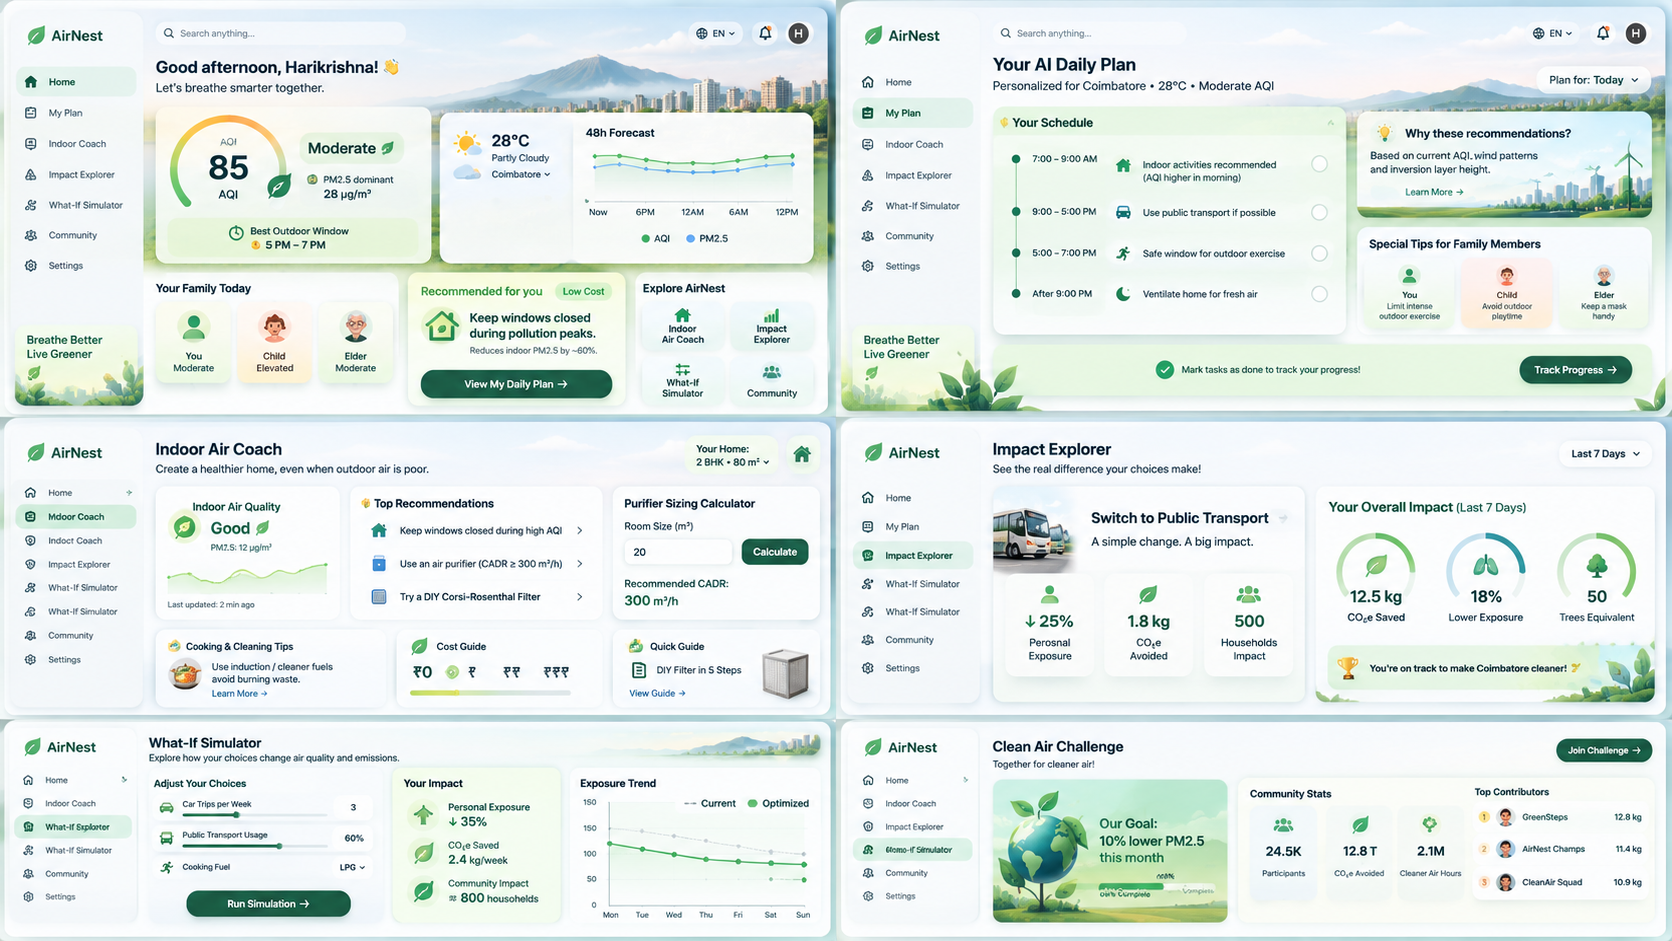 AirNest
Home
My Plan
Indoor Coach
Impact Explorer
What-If Simulator
Community
Settings
Breathe Better
Live Greener
Search anything...
EN
H
Good afternoon, Harikrishna! 👋
Let's breathe smarter together.
AQI
85
AQI
Moderate
PM2.5 dominant
28 μg/m³
Best Outdoor Window
5 PM – 7 PM
28°C
Partly Cloudy
Coimbatore
48h Forecast
Now 6PM 12AM 6AM 12PM
AQI PM2.5
Your Family Today
You
Moderate
Child
Elevated
Elder
Moderate
Recommended for you
Low Cost
Keep windows closed
during pollution peaks.
Reduces indoor PM2.5 by ~60%.
View My Daily Plan →
Explore AirNest
Indoor
Air Coach
Impact
Explorer
What-If
Simulator
Community
AirNest
Home
My Plan
Indoor Coach
Impact Explorer
What-If Simulator
Community
Settings
Breathe Better
Live Greener
Search anything...
EN
H
Your AI Daily Plan
Personalized for Coimbatore • 28°C • Moderate AQI
Plan for: Today
Your Schedule
7:00 – 9:00 AM
Indoor activities recommended
(AQI higher in morning)
9:00 – 5:00 PM
Use public transport if possible
5:00 – 7:00 PM
Safe window for outdoor exercise
After 9:00 PM
Ventilate home for fresh air
Why these recommendations?
Based on current AQI, wind patterns
and inversion layer height.
Learn More →
Special Tips for Family Members
You
Limit intense
outdoor exercise
Child
Avoid outdoor
playtime
Elder
Keep a mask
handy
Mark tasks as done to track your progress!
Track Progress →
AirNest
Home
Mdoor Coach
Indoct Coach
Impact Explorer
What-If Simulator
What-If Simulator
Community
Settings
Indoor Air Coach
Create a healthier home, even when outdoor air is poor.
Your Home:
2 BHK • 80 m²
Indoor Air Quality
Good
PM2.5: 12 μg/m³
Last updated: 2 min ago
Top Recommendations
Keep windows closed during high AQI
Use an air purifier (CADR ≥ 300 m³/h)
Try a DIY Corsi-Rosenthal Filter
Purifier Sizing Calculator
Room Size (m²)
20
Calculate
Recommended CADR:
300 m³/h
Cooking & Cleaning Tips
Use induction / cleaner fuels
avoid burning waste.
Learn More →
Cost Guide
₹0 ₹ ₹₹ ₹₹₹
Quick Guide
DIY Filter in 5 Steps
View Guide →
AirNest
Home
My Plan
Impact Explorer
What-If Simulator
What-If Simulator
Community
Settings
Impact Explorer
See the real difference your choices make!
Last 7 Days
Switch to Public Transport
A simple change. A big impact.
↓ 25%
Perosnal
Exposure
1.8 kg
CO₂e
Avoided
500
Households
Impact
Your Overall Impact (Last 7 Days)
12.5 kg
CO₂e Saved
18%
Lower Exposure
50
Trees Equivalent
You're on track to make Coimbatore cleaner!
AirNest
Home
Indoor Coach
What-If
What-If Simulator
Community
Settings
What-If Simulator
Explore how your choices change air quality and emissions.
Adjust Your Choices
Car Trips per Week
3
Public Transport Usage
60%
Cooking Fuel
LPG
Run Simulation →
Your Impact
Personal Exposure
↓ 35%
CO₂e Saved
2.4 kg/week
Community Impact
≈ 800 households
Exposure Trend
Current Optimized
150
150
100
50
0
Mon Tue Wed Thu Fri Sat Sun
AirNest
Home
Indoor Coach
Impact Explorer
Simulator
Community
Settings
Clean Air Challenge
Together for cleaner air!
Join Challenge →
Our Goal:
10% lower PM2.5
this month
Community Stats
24.5K
Participants
12.8 T
CO₂e Avoided
2.1M
Cleaner Air Hours
Top Contributors
1 GreenSteps 12.8 kg
2 AirNest Champs 11.4 kg
3 CleanAir Squad 10.9 kg